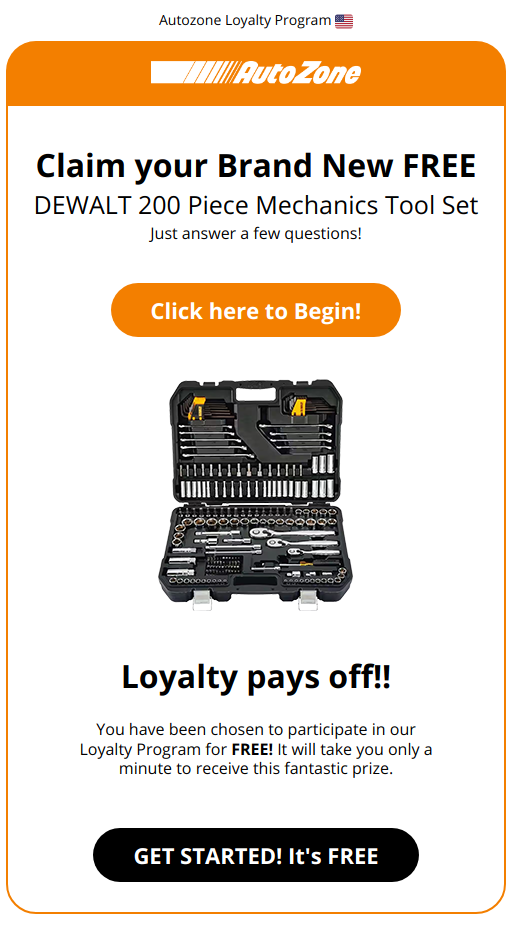 Autozone Loyalty Program
AutoZone
Claim your Brand New FREE
DEWALT 200 Piece Mechanics Tool Set
Just answer a few questions!
Click here to Begin!
Loyalty pays off!!
You have been chosen to participate in our
Loyalty Program for FREE! It will take you only a
minute to receive this fantastic prize.
GET STARTED! It's FREE